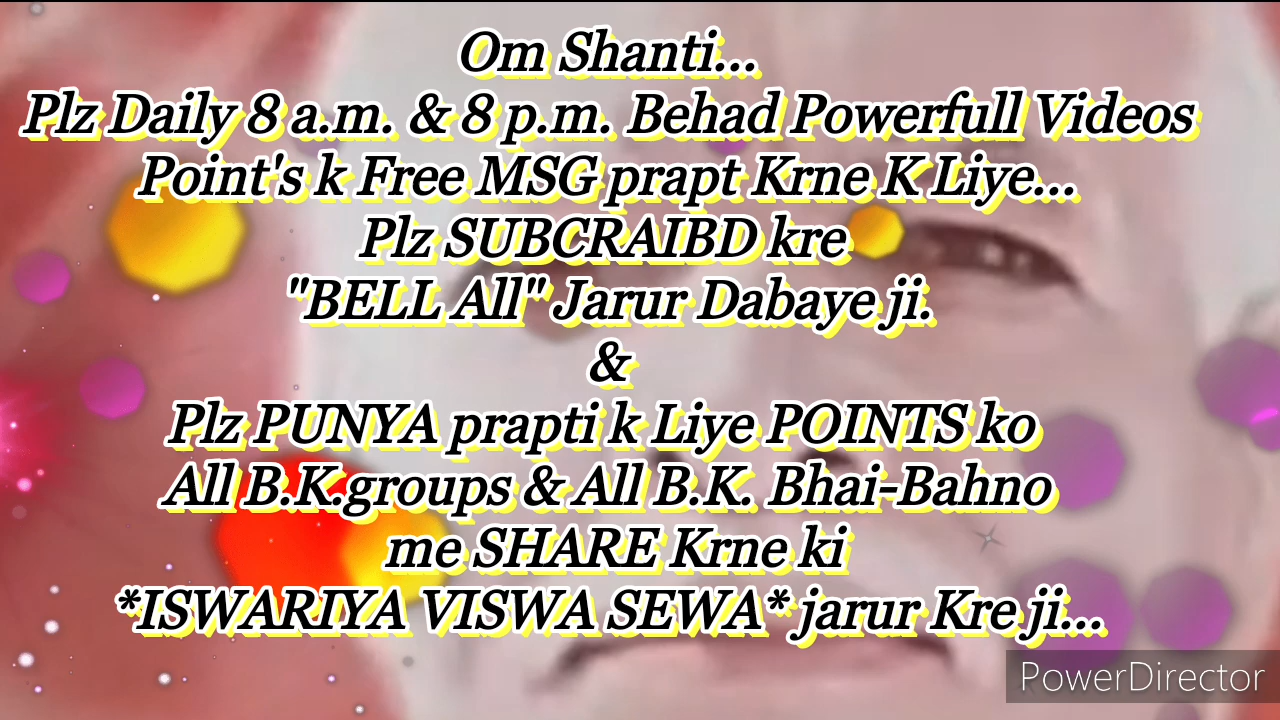 Om Shanti...
Plz Daily 8 a.m. & 8 p.m. Behad Powerfull Videos
Point's k Free MSG prapt Krne K Liye...
Plz SUBCRAIBD kre
"BELL All" Jarur Dabaye ji.
&
Plz PUNYA prapti k Liye POINTS ko
All B.K.groups & All B.K. Bhai-Bahno
me SHARE Krne ki
*ISWARIYA VISWA SEWA* jarur Kre ji...
PowerDirector